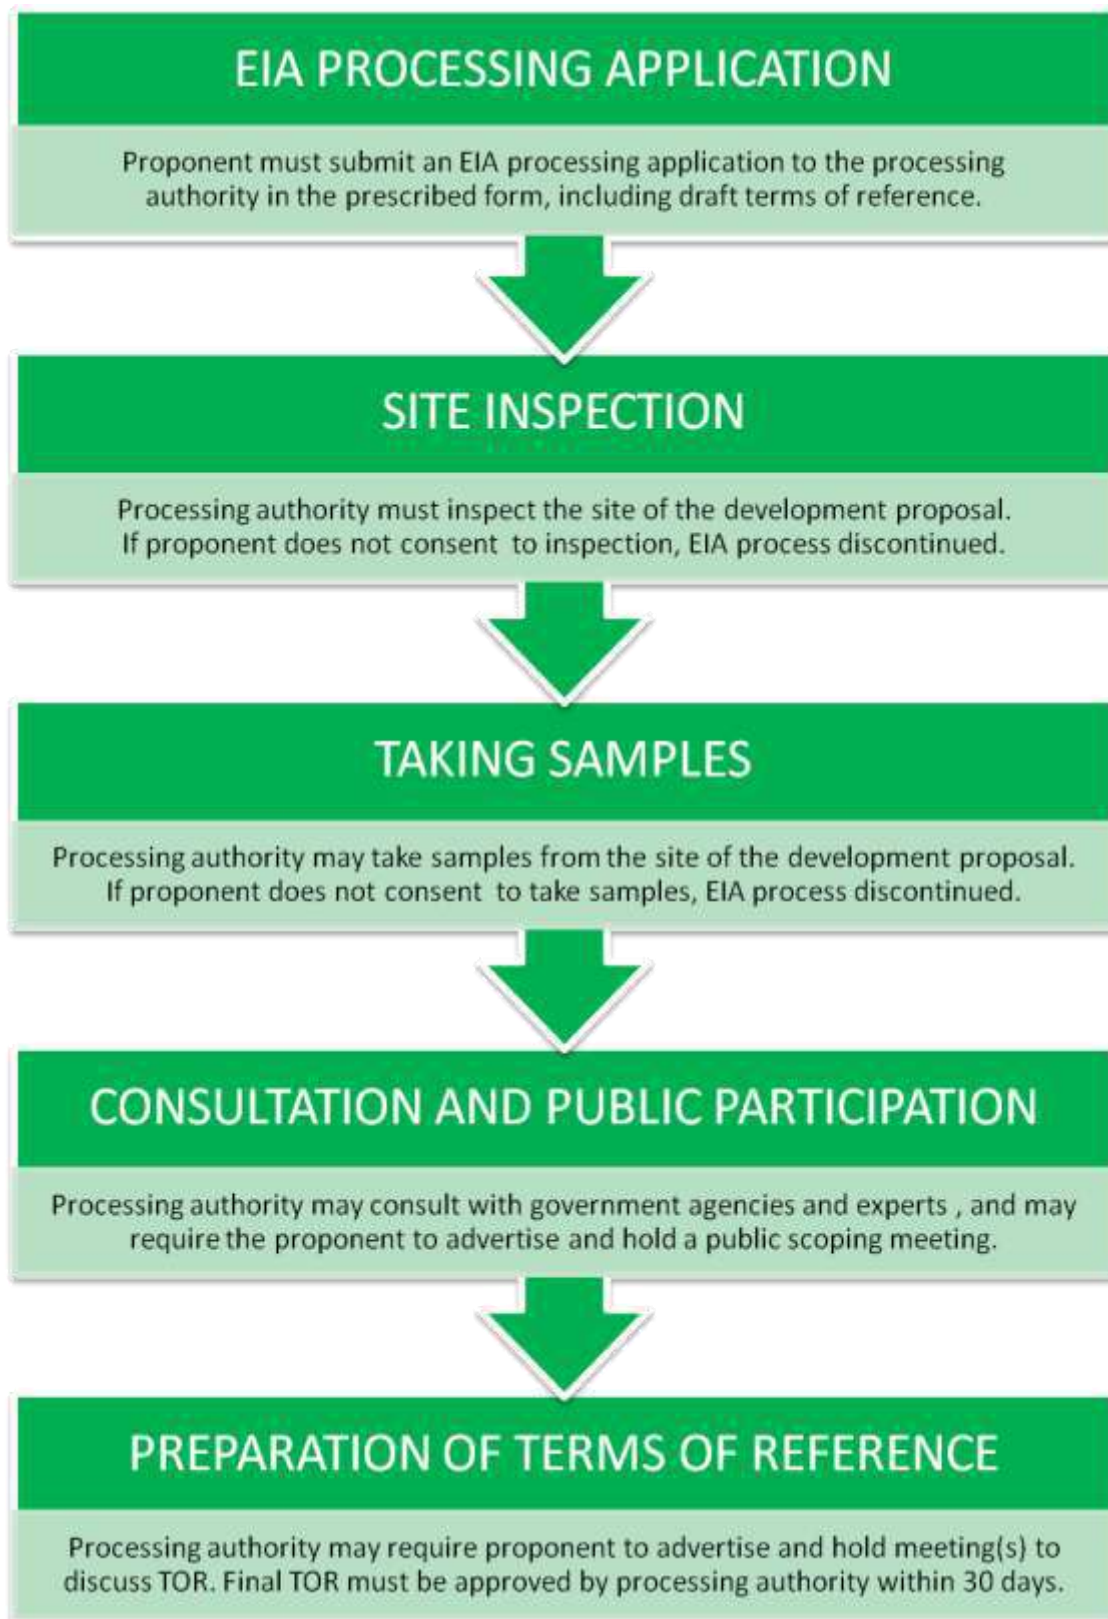 EIA PROCESSING APPLICATION
Proponent must submit an EIA processing application to the processing
authority in the prescribed form, including draft terms of reference.
SITE INSPECTION
Processing authority must inspect the site of the development proposal.
If proponent does not consent to inspection, EIA process discontinued.
TAKING SAMPLES
Processing authority may take samples from the site of the development proposal.
If proponent does not consent to take samples, EIA process discontinued.
CONSULTATION AND PUBLIC PARTICIPATION
Processing authority may consult with government agencies and experts , and may
require the proponent to advertise and hold a public scoping meeting.
PREPARATION OF TERMS OF REFERENCE
Processing authority may require proponent to advertise and hold meeting(s) to
discuss TOR. Final TOR must be approved by processing authority within 30 days.